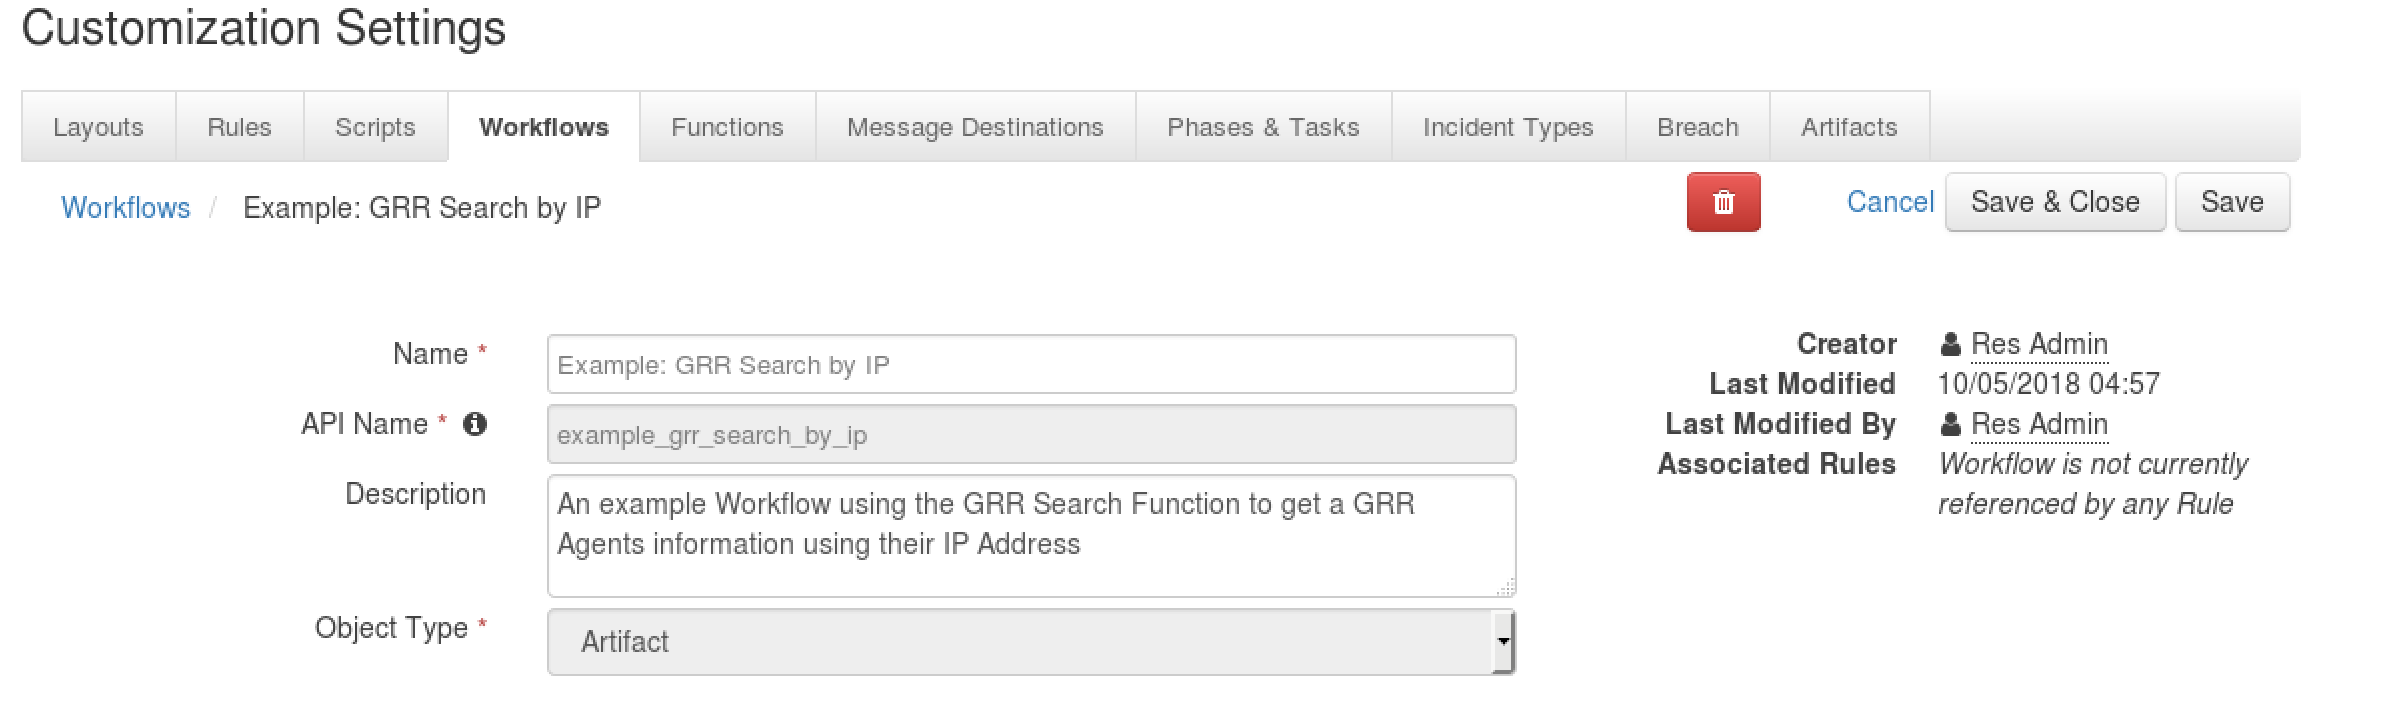 Customization Settings
Layouts Rules Scripts Workflows Functions Message Destinations Phases & Tasks Incident Types Breach Artifacts
Workflows / Example: GRR Search by IP
Cancel Save & Close Save
Name * Example: GRR Search by IP
API Name * example_grr_search_by_ip
Description An example Workflow using the GRR Search Function to get a GRR
Agents information using their IP Address
Object Type * Artifact
Creator Res Admin
Last Modified 10/05/2018 04:57
Last Modified By Res Admin
Associated Rules Workflow is not currently
referenced by any Rule